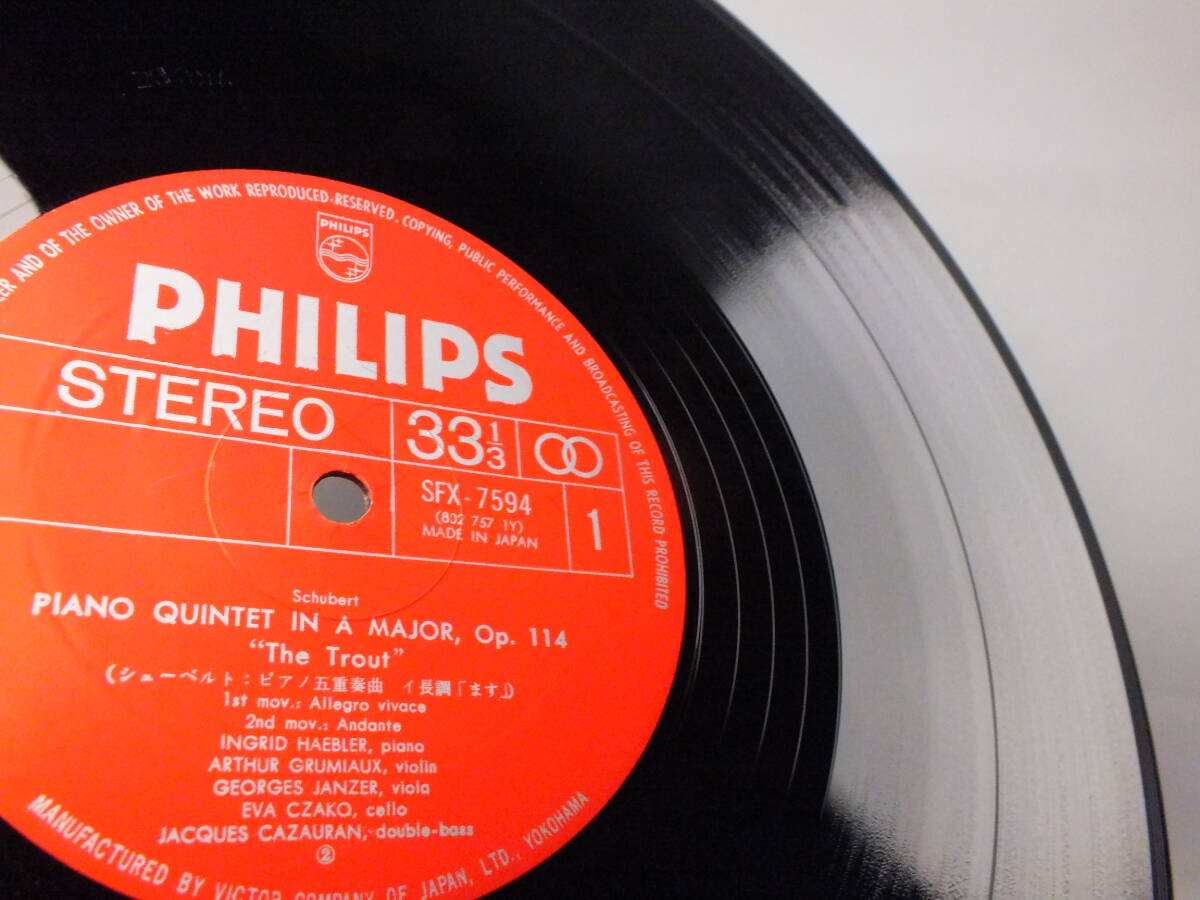 ER AND OF THE OWNER OF THE WORK REPRODUCED RESERVED. COPYING, PUBLIC PERFORMANCE AND BROADCASTING OF THIS RECORD PROHIBITED
PHILIPS
PHILIPS
STEREO
33 1/3
SFX-7594
(802 757 1Y)
MADE IN JAPAN
1
Schubert
PIANO QUINTET IN A MAJOR, Op. 114
"The Trout"
(シューベルト:ピアノ五重奏曲 イ長調「ます」)
1st mov.: Allegro vivace
2nd mov.: Andante
INGRID HAEBLER, piano
ARTHUR GRUMIAUX, violin
GEORGES JANZER, viola
EVA CZAKO, cello
JACQUES CAZAURAN, double-bass
②
MANUFACTURED BY VICTOR COMPANY OF JAPAN, LTD., YOKOHAMA